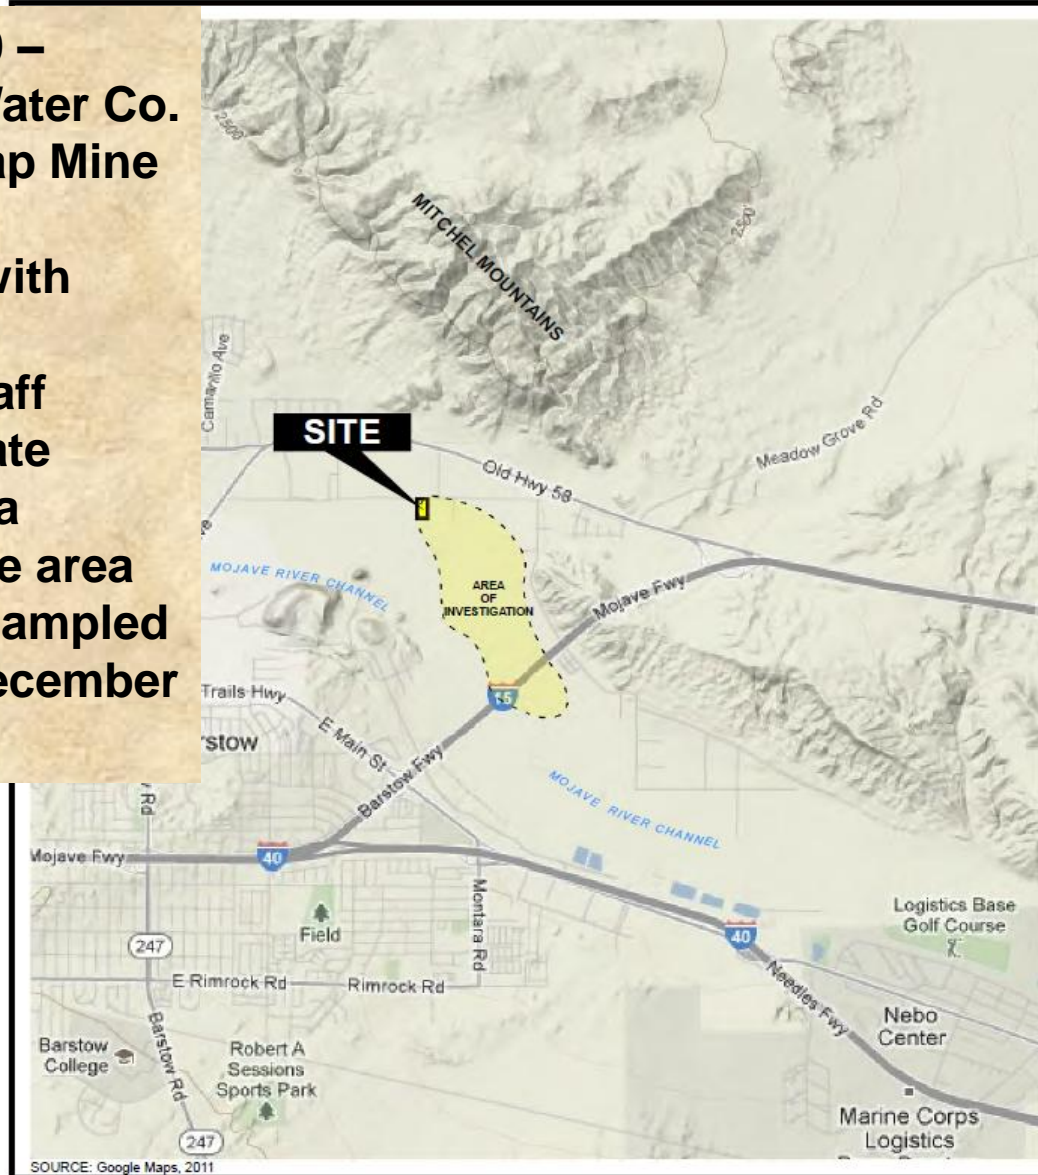 –
Water Co.
ap Mine
with
aff
ate
a
e area
ampled
ecember
2500'
2500'
MITCHEL MOUNTAINS
Camarillo Ave
SITE
Old Hwy 58
Meadow Grove Rd
MOJAVE RIVER CHANNEL
AREA
OF
INVESTIGATION
Mojave Fwy
15
Trails Hwy
rstow
E Main St
Barstow Fwy
MOJAVE RIVER CHANNEL
Rd
Mojave Fwy
40
Field
Montara Rd
40
Logistics Base
Golf Course
247
E Rimrock Rd
Rimrock Rd
Needles Fwy
Nebo
Center
Barstow
College
Barstow Rd
Robert A
Sessions
Sports Park
Marine Corps
Logistics
247
SOURCE: Google Maps, 2011